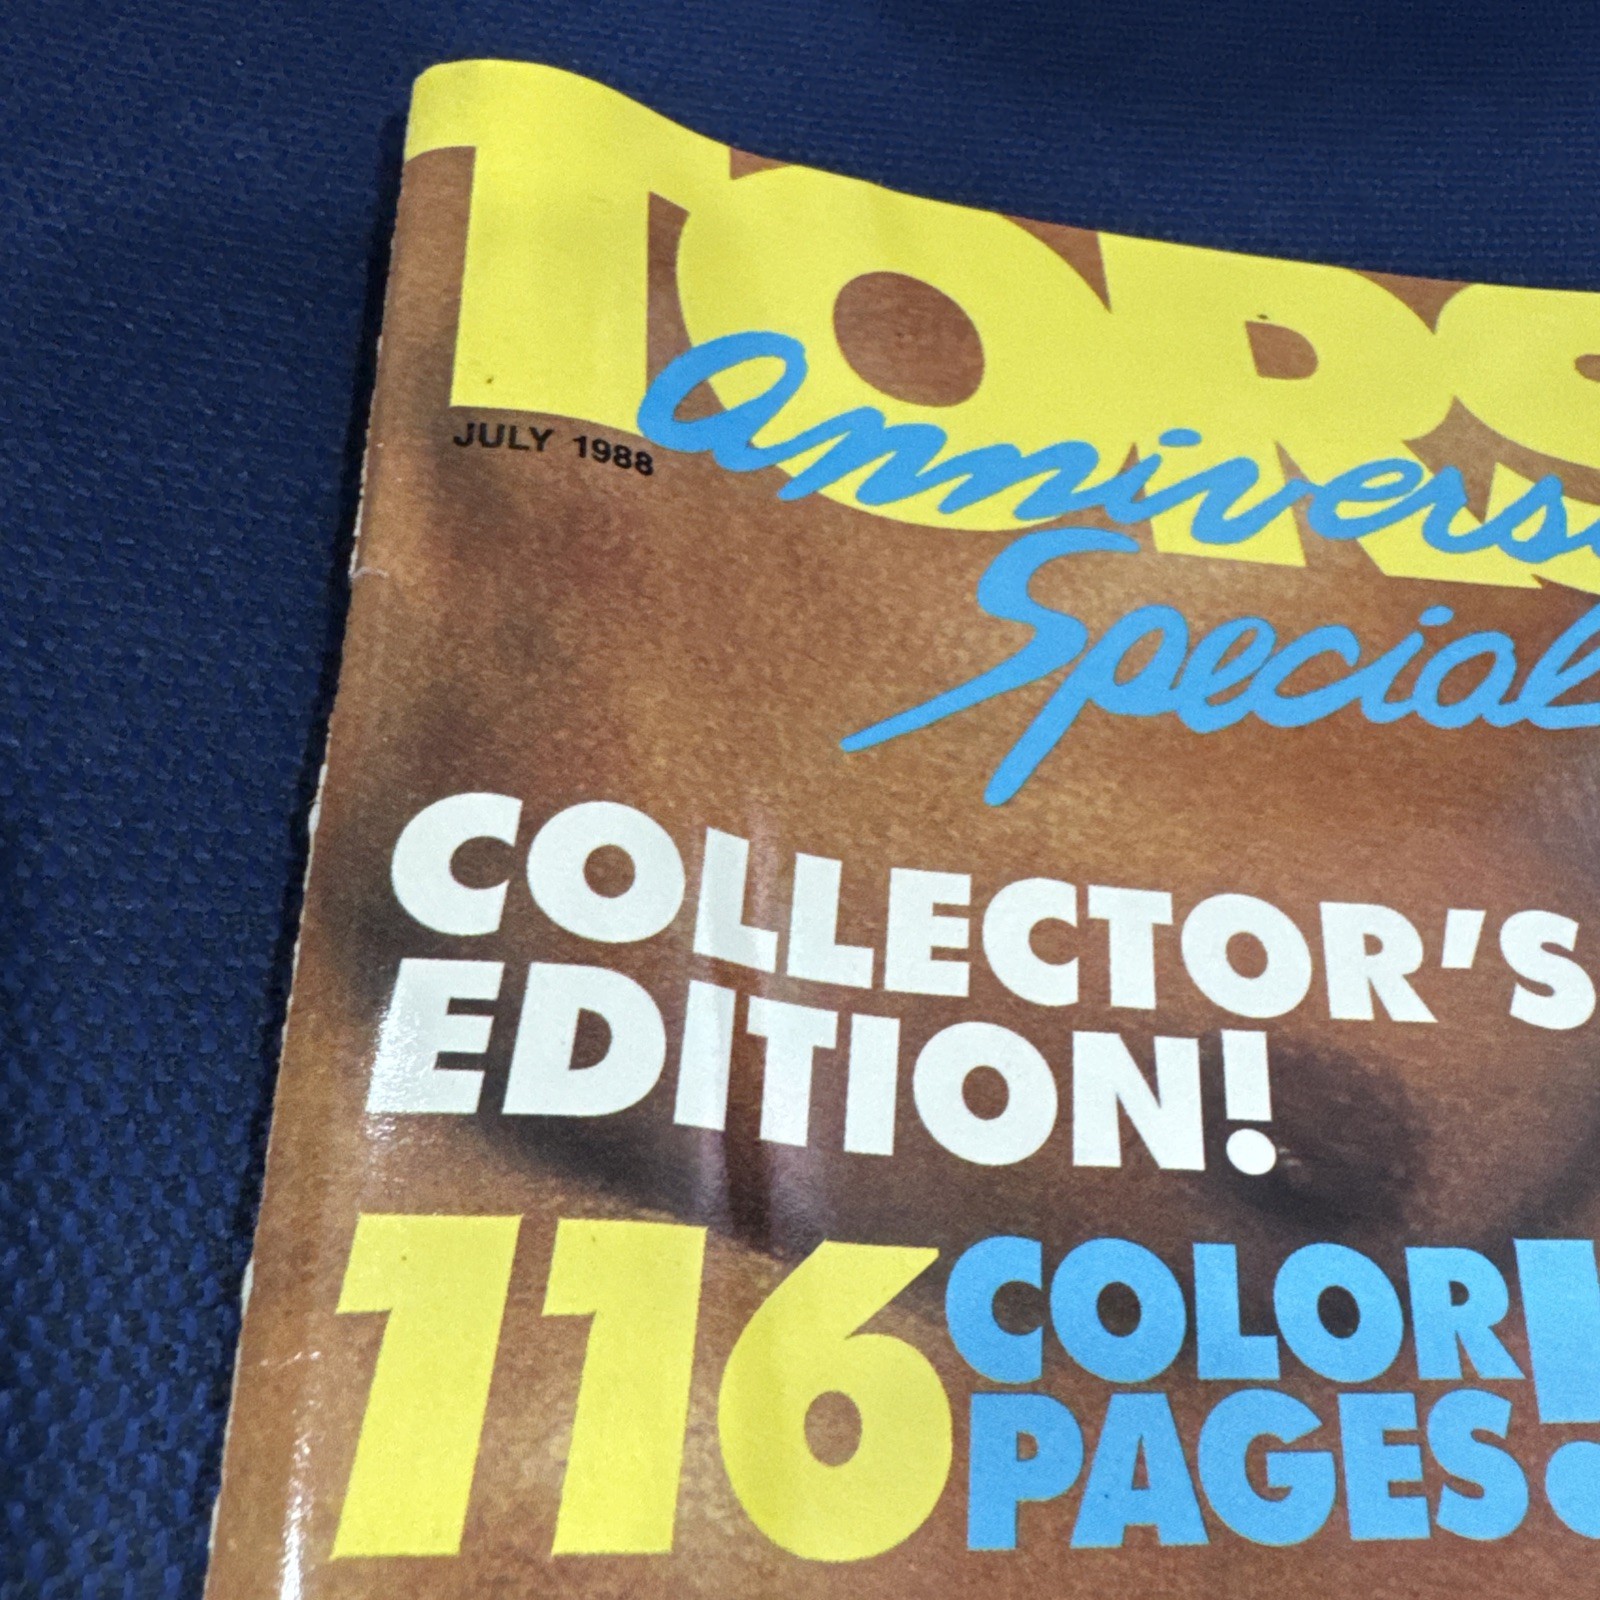 JULY 1988
Special
COLLECTOR'S
EDITION!
116 COLOR
PAGES!